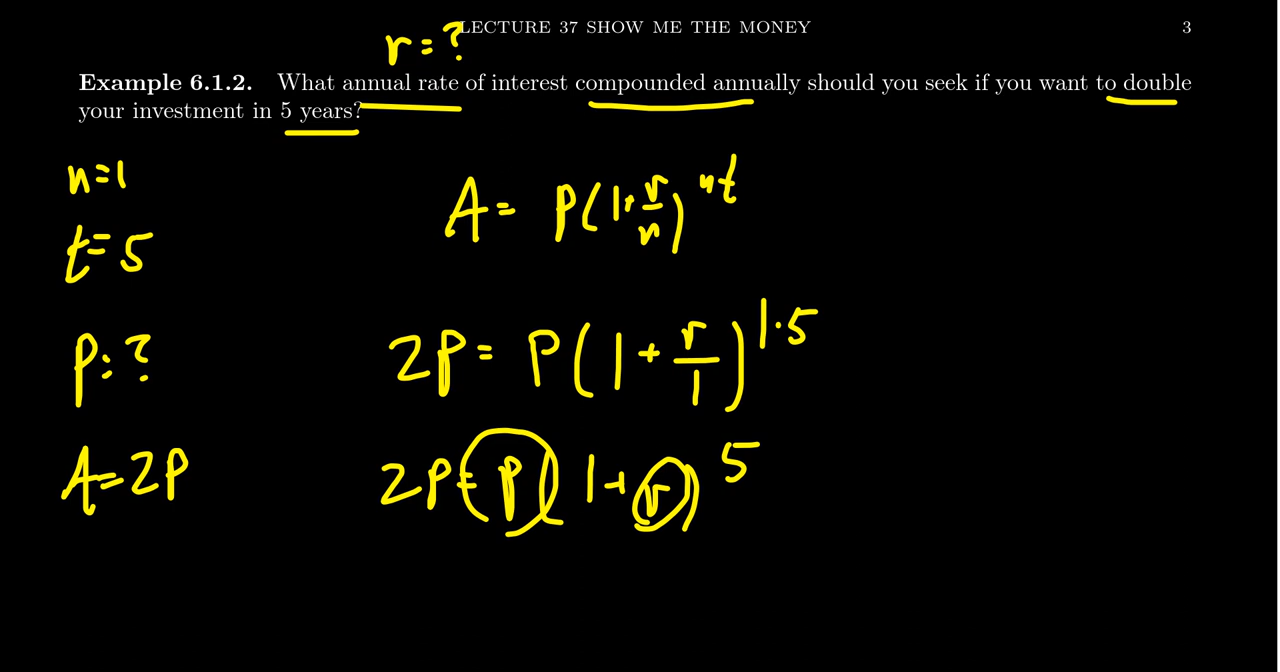 LECTURE 37 SHOW ME THE MONEY 3
r = ?
Example 6.1.2. What annual rate of interest compounded annually should you seek if you want to double
your investment in 5 years?
n=1
A = P(1+r/n)^nt
t=5
2P = P(1+r/1)^1·5
P: ?
2P = P(1+r)^5
A=2P